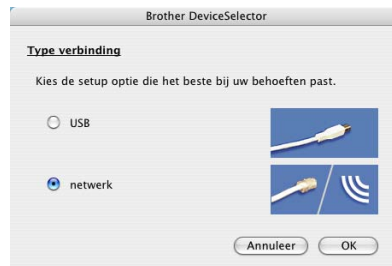 Brother DeviceSelector
Type verbinding
Kies de setup optie die het beste bij uw behoeften past.
USB
netwerk
Annuleer OK